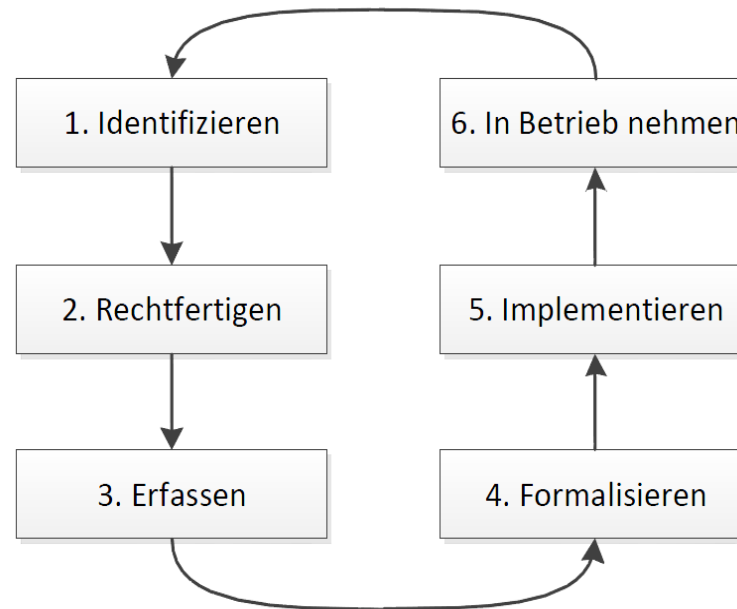 1. Identifizieren
2. Rechtfertigen
3. Erfassen
4. Formalisieren
5. Implementieren
6. In Betrieb nehmen